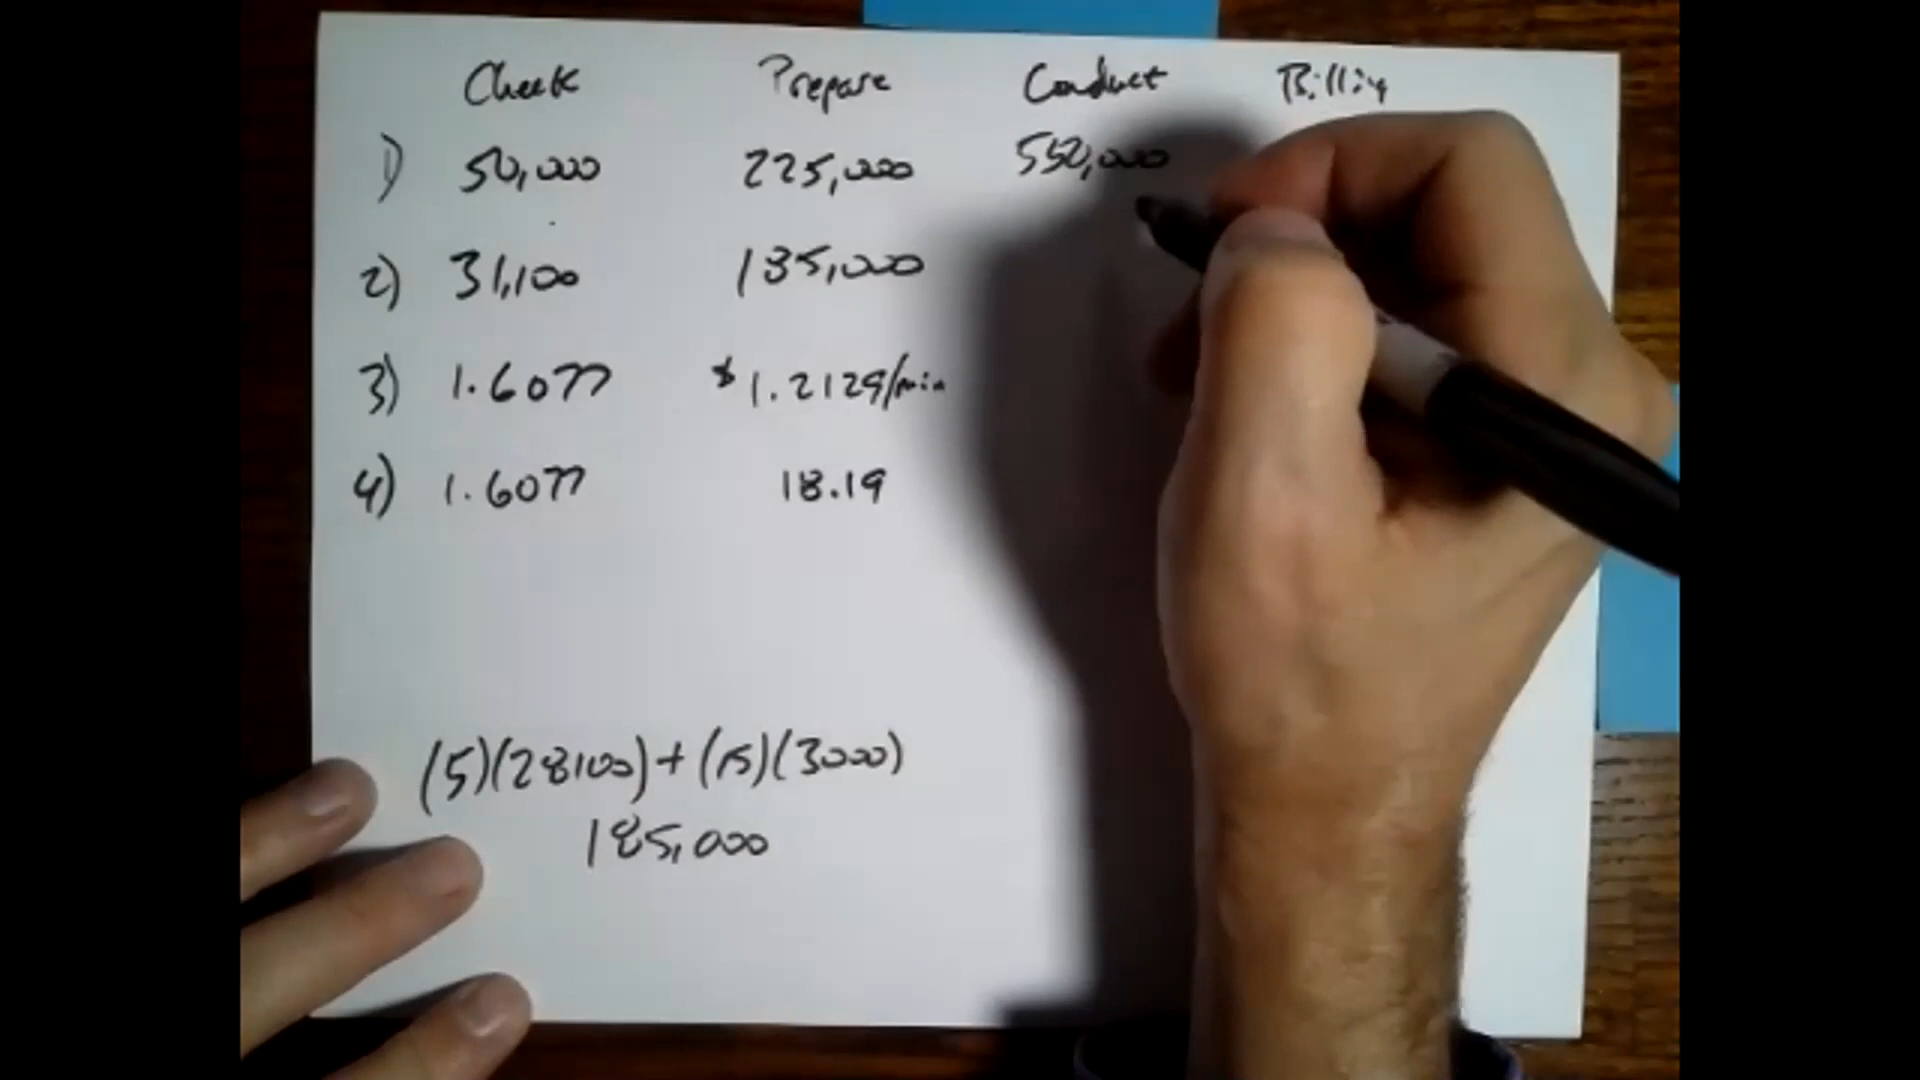 Check Prepare Conduct Billing
1) 50,000 225,000 550,000
2) 31,100 185,000
3) 1.6077 $1.2129/min
4) 1.6077 18.19
(5)(28100)+(15)(3000)
185,000